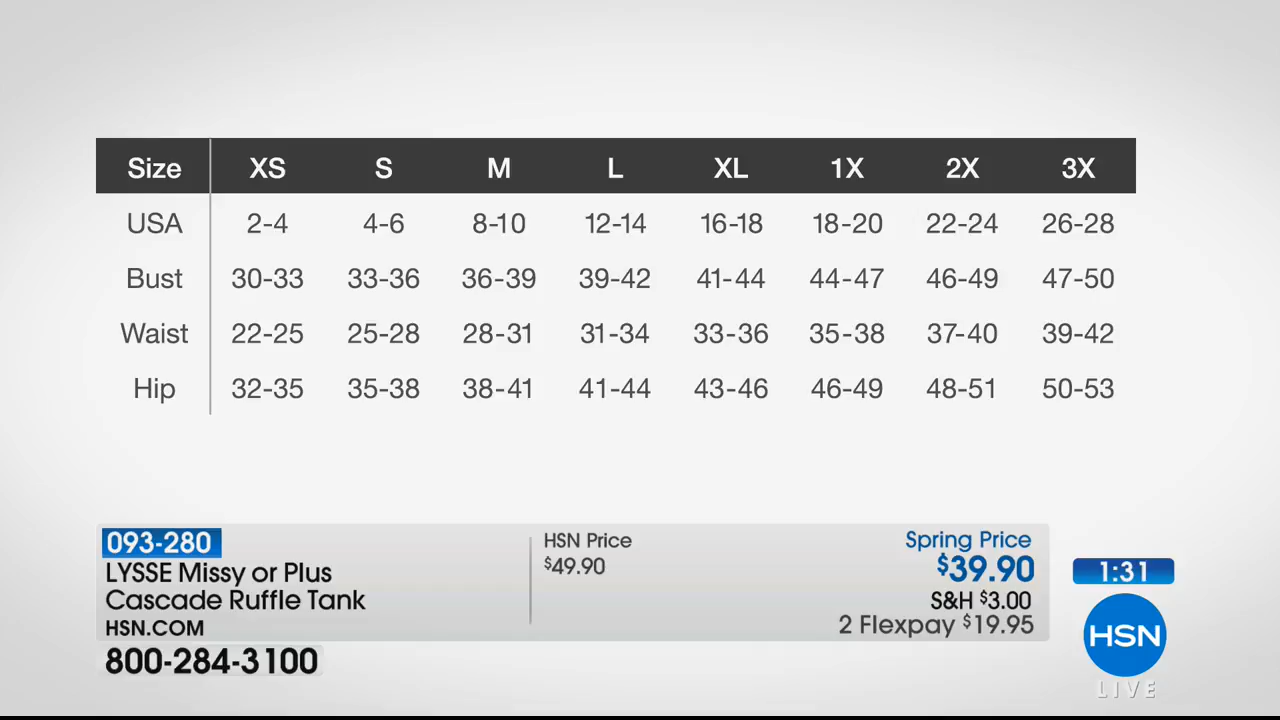 Size XS S M L XL 1X 2X 3X
USA 2-4 4-6 8-10 12-14 16-18 18-20 22-24 26-28
Bust 30-33 33-36 36-39 39-42 41-44 44-47 46-49 47-50
Waist 22-25 25-28 28-31 31-34 33-36 35-38 37-40 39-42
Hip 32-35 35-38 38-41 41-44 43-46 46-49 48-51 50-53
093-280
LYSSE Missy or Plus
Cascade Ruffle Tank
HSN.COM
800-284-3100
HSN Price
$49.90
Spring Price
$39.90
S&H $3.00
2 Flexpay $19.95
1:31
HSN
LIVE